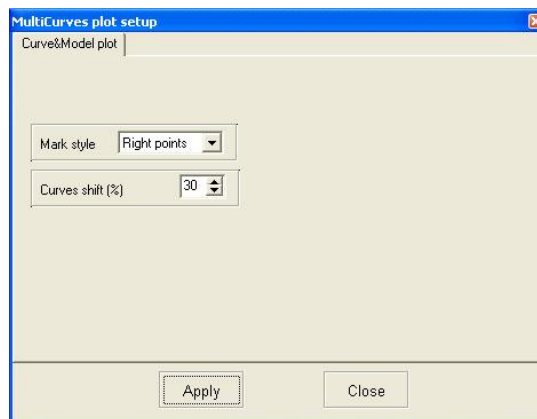 MultiCurves plot setup
Curve&Model plot
Mark style Right points
Curves shift (%) 30
Apply Close